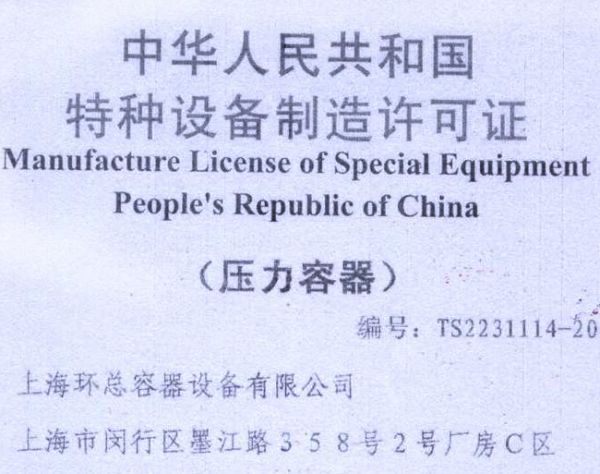 中华人民共和国
特种设备制造许可证
Manufacture License of Special Equipment
People's Republic of China
（压力容器）
编号: TS2231114-20
上海环总容器设备有限公司
上海市闵行区墨江路358号2号厂房C区